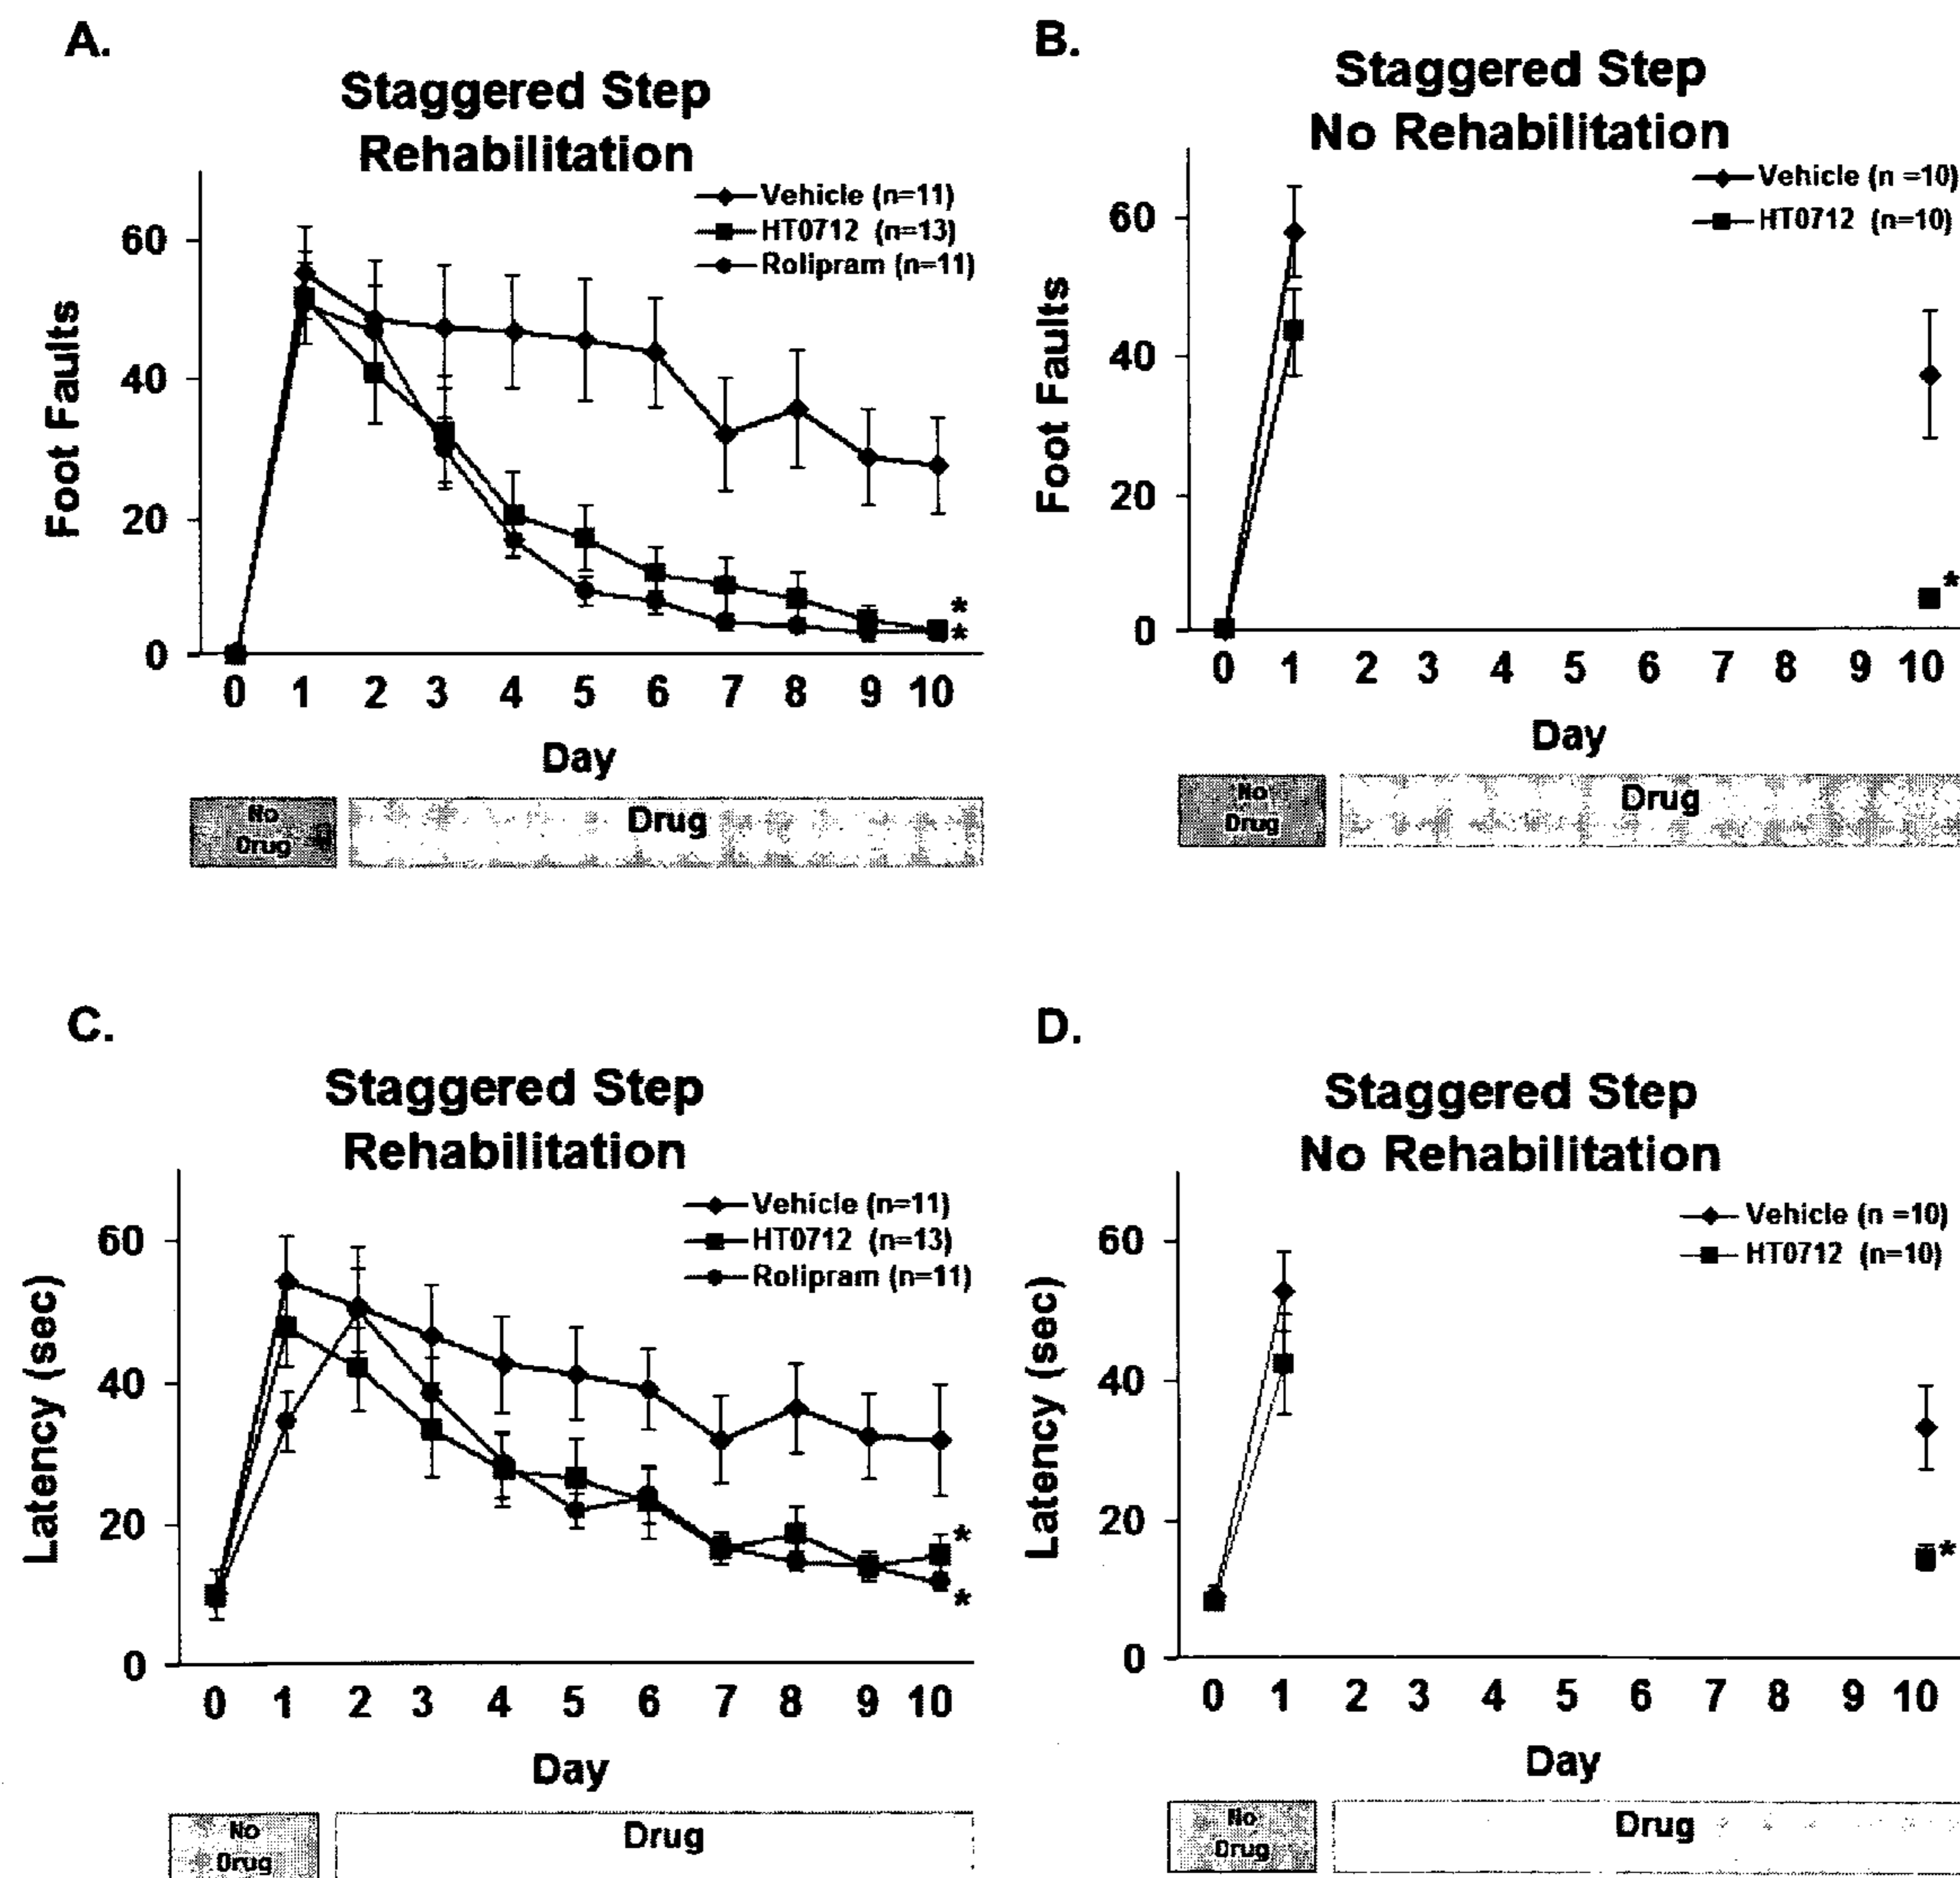 A.
Staggered Step
Rehabilitation
Vehicle (n=11)
HT0712 (n=13)
Rolipram (n=11)
Foot Faults
60
40
20
0
0 1 2 3 4 5 6 7 8 9 10
Day
No
Drug
Drug
B.
Staggered Step
No Rehabilitation
Vehicle (n =10)
HT0712 (n=10)
Foot Faults
60
40
20
0
*
0 1 2 3 4 5 6 7 8 9 10
Day
No
Drug
Drug
C.
Staggered Step
Rehabilitation
Vehicle (n=11)
HT0712 (n=13)
Rolipram (n=11)
Latency (sec)
60
40
20
0
*
*
0 1 2 3 4 5 6 7 8 9 10
Day
No
Drug
Drug
D.
Staggered Step
No Rehabilitation
Vehicle (n =10)
HT0712 (n=10)
Latency (sec)
60
40
20
0
*
0 1 2 3 4 5 6 7 8 9 10
Day
No
Drug
Drug